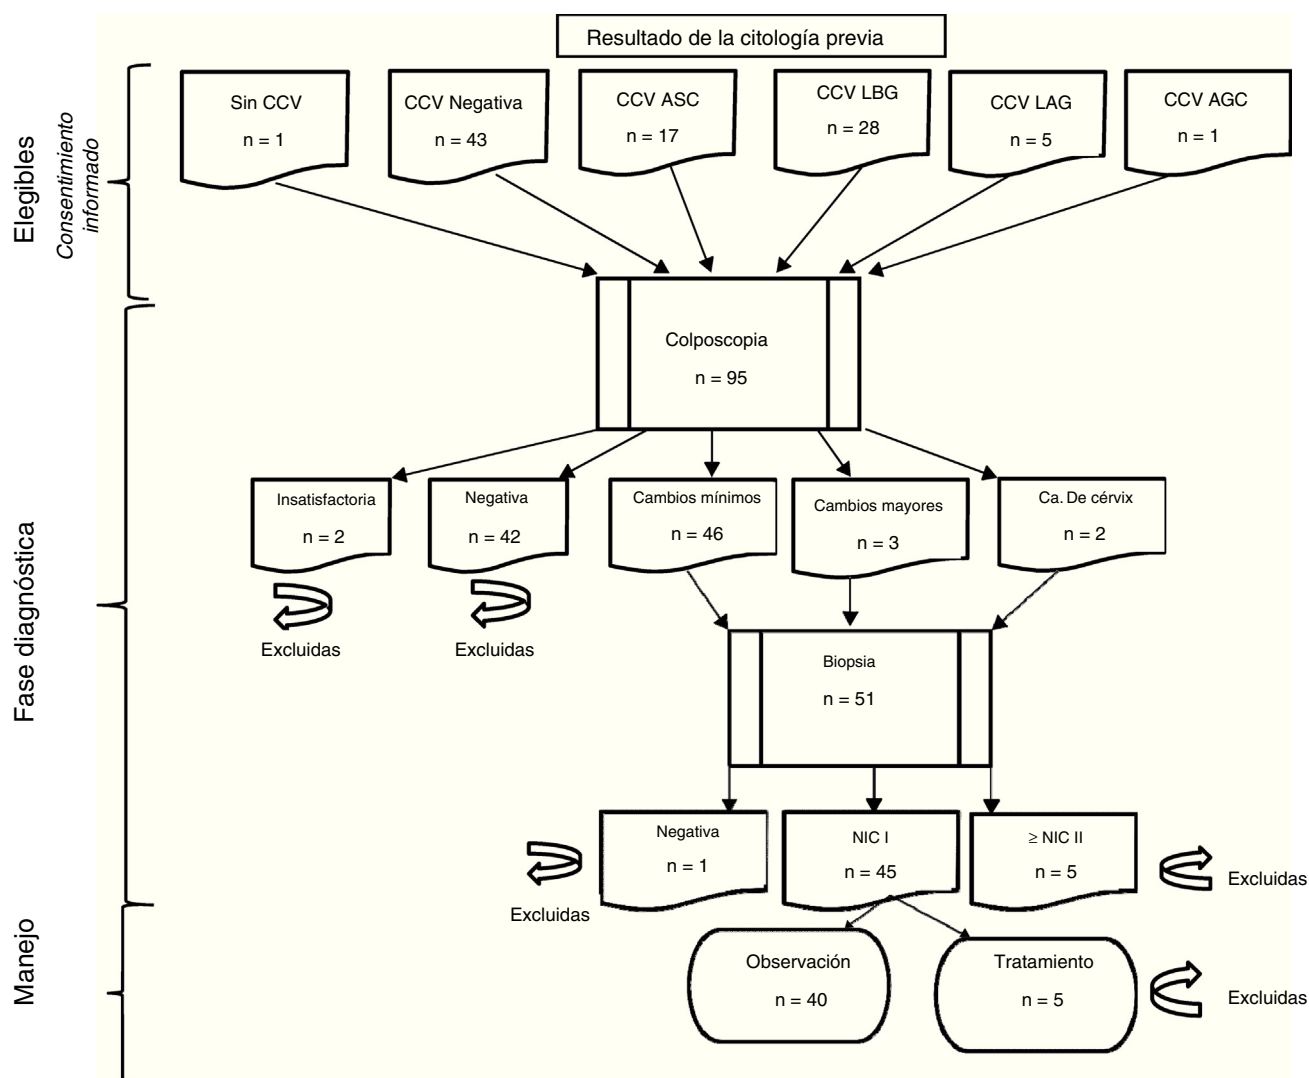 Resultado de la citología previa
Elegibles
Consentimiento
informado
Sin CCV
n = 1
CCV Negativa
n = 43
CCV ASC
n = 17
CCV LBG
n = 28
CCV LAG
n = 5
CCV AGC
n = 1
Colposcopia
n = 95
Fase diagnóstica
Insatisfactoria
n = 2
Excluidas
Negativa
n = 42
Excluidas
Cambios mínimos
n = 46
Cambios mayores
n = 3
Ca. De cérvix
n = 2
Biopsia
n = 51
Negativa
n = 1
Excluidas
NIC I
n = 45
≥ NIC II
n = 5
Excluidas
Manejo
Observación
n = 40
Tratamiento
n = 5
Excluidas